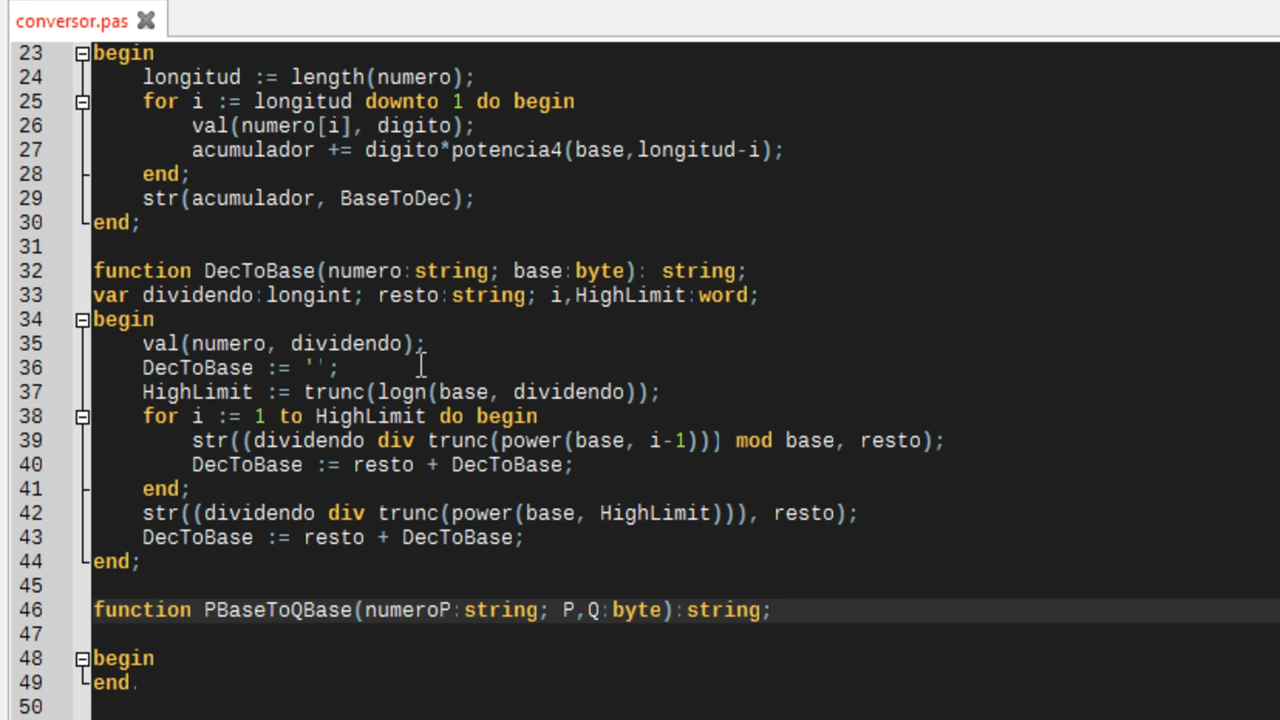 conversor.pas
23 begin
24 longitud := length(numero);
25 for i := longitud downto 1 do begin
26 val(numero[i], digito);
27 acumulador += digito*potencia4(base,longitud-i);
28 end;
29 str(acumulador, BaseToDec);
30 end;
31
32 function DecToBase(numero:string; base:byte): string;
33 var dividendo:longint; resto:string; i,HighLimit:word;
34 begin
35 val(numero, dividendo);
36 DecToBase := '';
37 HighLimit := trunc(logn(base, dividendo));
38 for i := 1 to HighLimit do begin
39 str((dividendo div trunc(power(base, i-1))) mod base, resto);
40 DecToBase := resto + DecToBase;
41 end;
42 str((dividendo div trunc(power(base, HighLimit))), resto);
43 DecToBase := resto + DecToBase;
44 end;
45
46 function PBaseToQBase(numeroP:string; P,Q:byte):string;
47
48 begin
49 end.
50